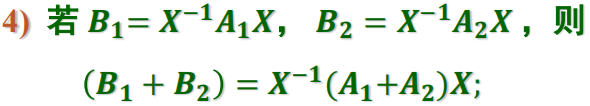 4) 若 B₁= X⁻¹A₁X, B₂ = X⁻¹A₂X , 则
(B₁ + B₂) = X⁻¹(A₁+A₂)X;